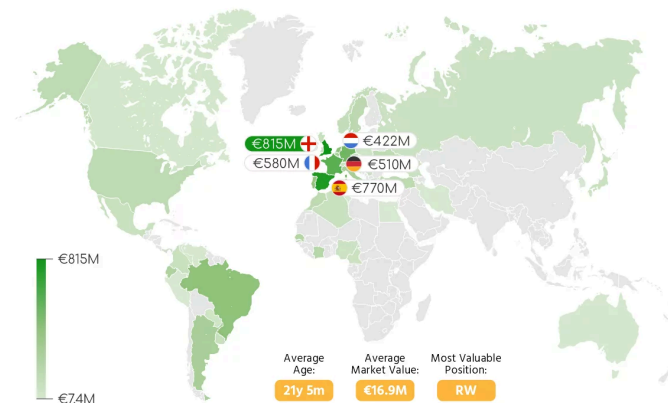 €815M
€422M
€580M
€510M
€770M
€815M
€7.4M
Average
Age:
21y 5m
Average
Market Value:
€16.9M
Most Valuable
Position:
RW